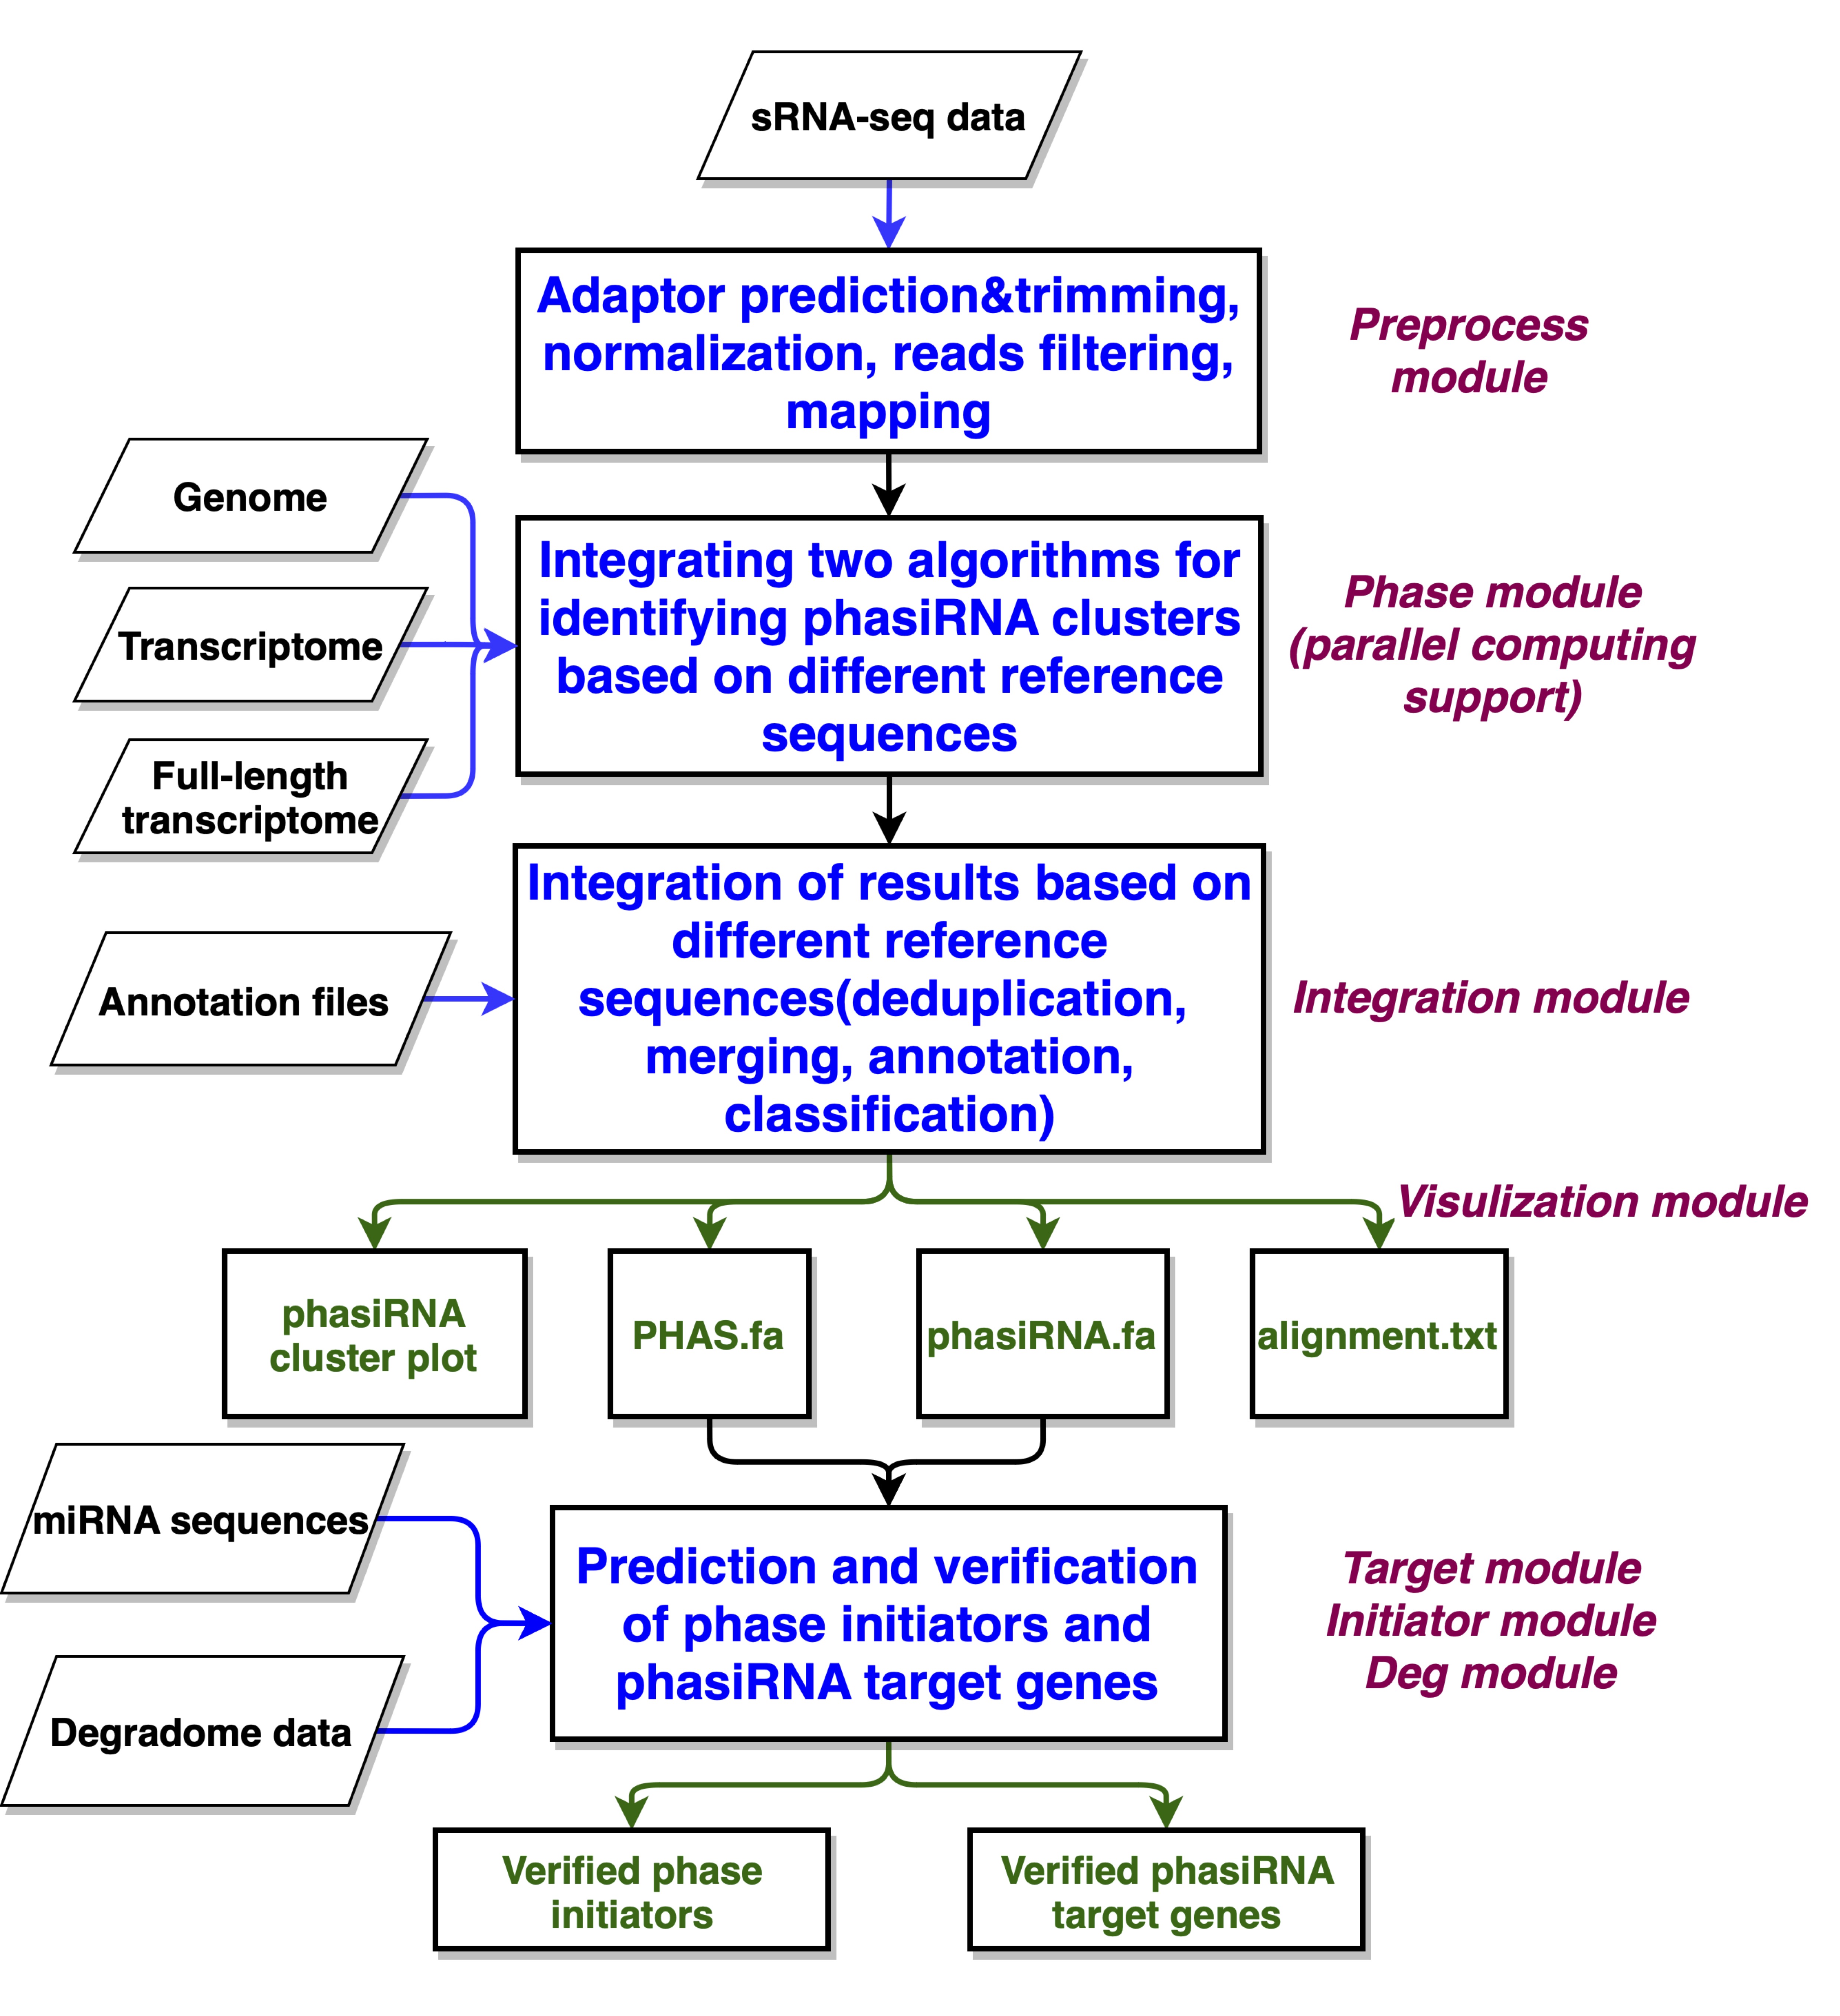 sRNA-seq data
Adaptor prediction&trimming,
normalization, reads filtering,
mapping
Preprocess
module
Genome
Transcriptome
Full-length
transcriptome
Integrating two algorithms for
identifying phasiRNA clusters
based on different reference
sequences
Phase module
(parallel computing
support)
Annotation files
Integration of results based on
different reference
sequences(deduplication,
merging, annotation,
classification)
Integration module
Visulization module
phasiRNA
cluster plot
PHAS.fa
phasiRNA.fa
alignment.txt
miRNA sequences
Degradome data
Prediction and verification
of phase initiators and
phasiRNA target genes
Target module
Initiator module
Deg module
Verified phase
initiators
Verified phasiRNA
target genes